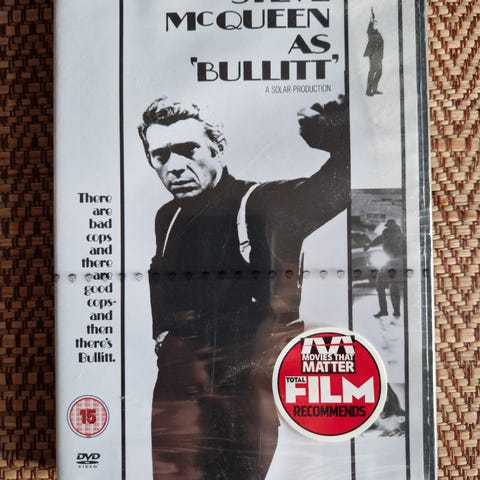 STEVE
McQUEEN
AS
'BULLITT'
A SOLAR PRODUCTION
There
are
bad
cops
and
there
are
good
cops-
and
then
there's
Bullitt.
MOVIES THAT
MATTER
TOTAL
FILM
RECOMMENDS
15
DVD
VIDEO